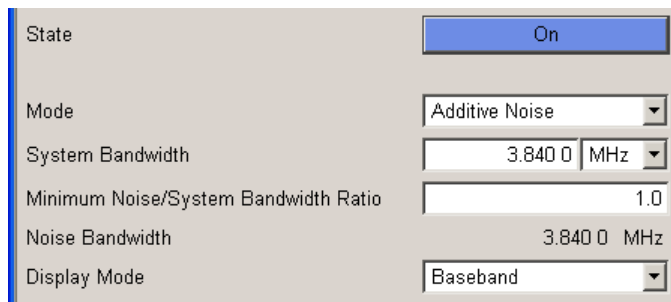 State On
Mode Additive Noise
System Bandwidth 3.840 0 MHz
Minimum Noise/System Bandwidth Ratio 1.0
Noise Bandwidth 3.840 0 MHz
Display Mode Baseband